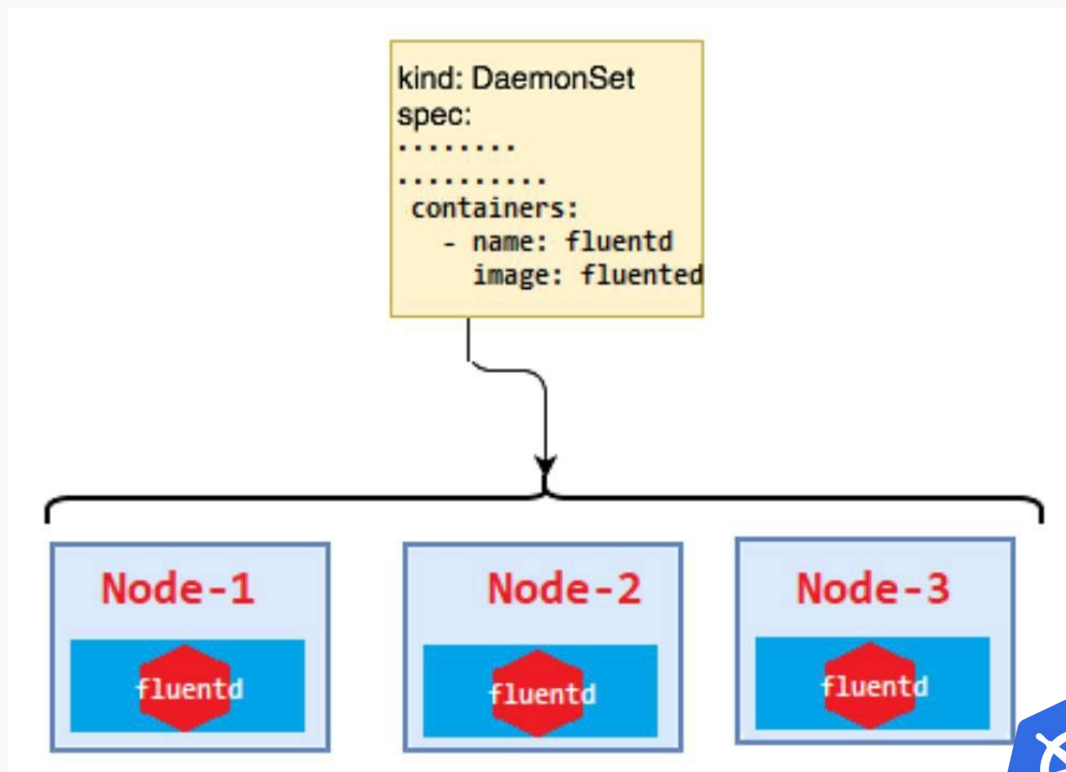 kind: DaemonSet
spec:
........
..........
containers:
- name: fluentd
image: fluented
Node-1
Node-2
Node-3
fluentd
fluentd
fluentd